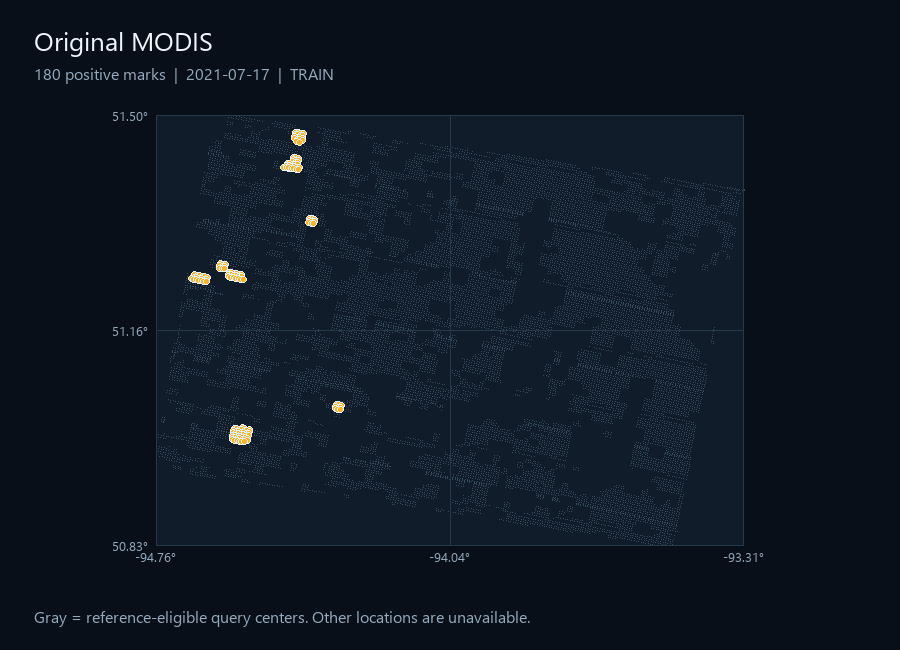 Original MODIS
180 positive marks | 2021-07-17 | TRAIN
51.50°
51.16°
50.83°
-94.76°
-94.04°
-93.31°
Gray = reference-eligible query centers. Other locations are unavailable.